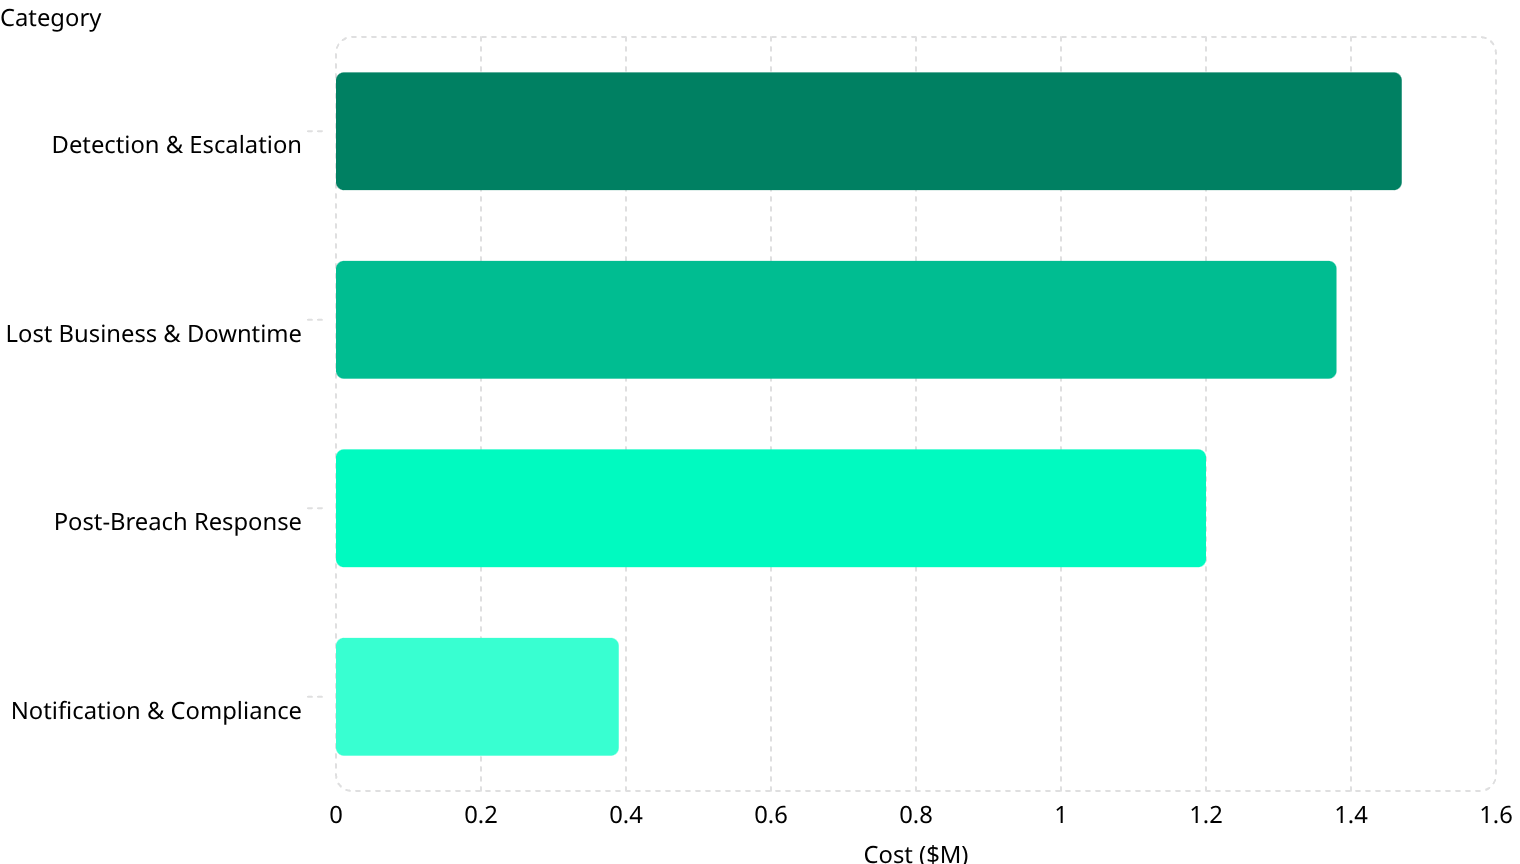 Category
Detection & Escalation
Lost Business & Downtime
Post-Breach Response
Notification & Compliance
0 0.2 0.4 0.6 0.8 1 1.2 1.4 1.6
Cost ($M)